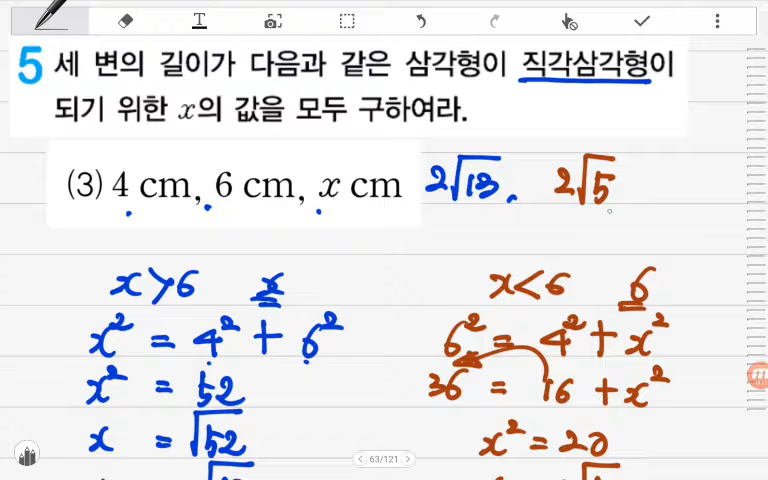 5 세 변의 길이가 다음과 같은 삼각형이 직각삼각형이
되기 위한 x의 값을 모두 구하여라.
(3) 4 cm, 6 cm, x cm 2√13. 2√5
x>6 x
x² = 4² + 6²
x² = 52
x = √52
x<6 6
6² = 4² + x²
36 = 16 + x²
x² = 20
63/121